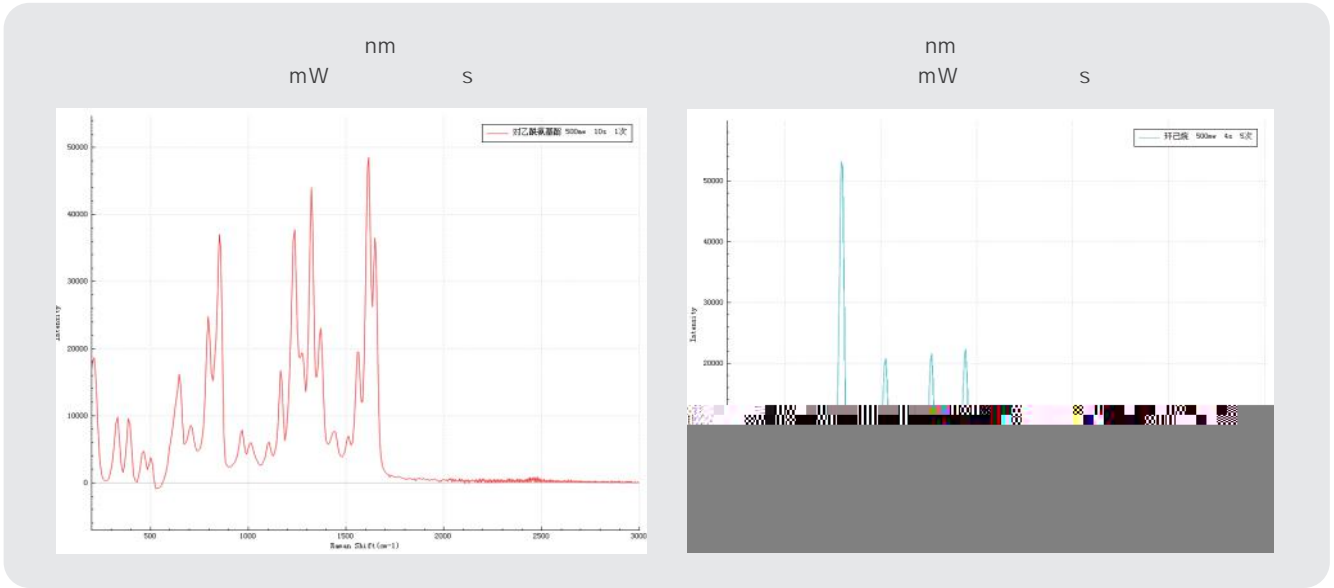 nm
mW s
对乙酰氨基酚 500mw 10s 1次
50000
40000
30000
20000
10000
0
Intensity
500
1000
1500
2000
2500
3000
Raman Shift(cm-1)
nm
mW s
环己烷 500mw 4s 5次
50000
40000
30000
20000
Intensity